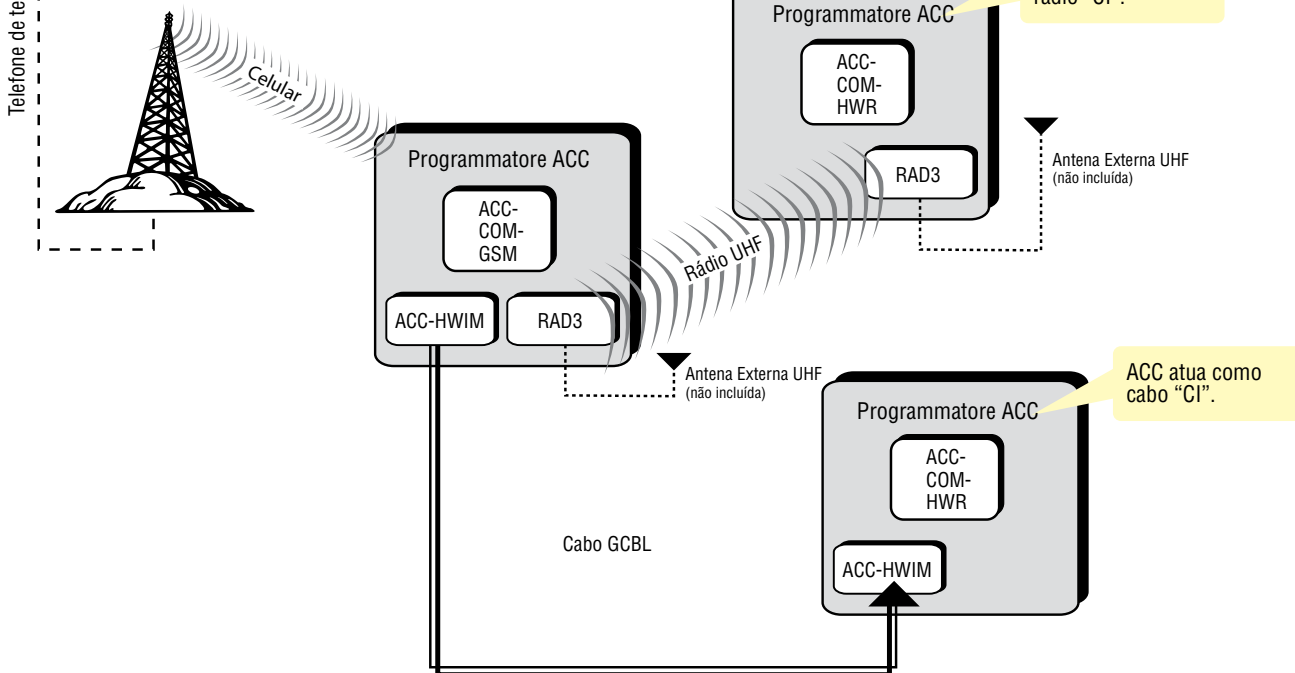 Telefone de te
Programmatore ACC
rádio "CI".
ACC-
COM-
HWR
RAD3
Antena Externa UHF
(não incluída)
Celular
Programmatore ACC
ACC-
COM-
GSM
ACC-HWIM
RAD3
Rádio UHF
Antena Externa UHF
(não incluída)
ACC atua como
cabo “CI”.
Programmatore ACC
ACC-
COM-
HWR
ACC-HWIM
Cabo GCBL